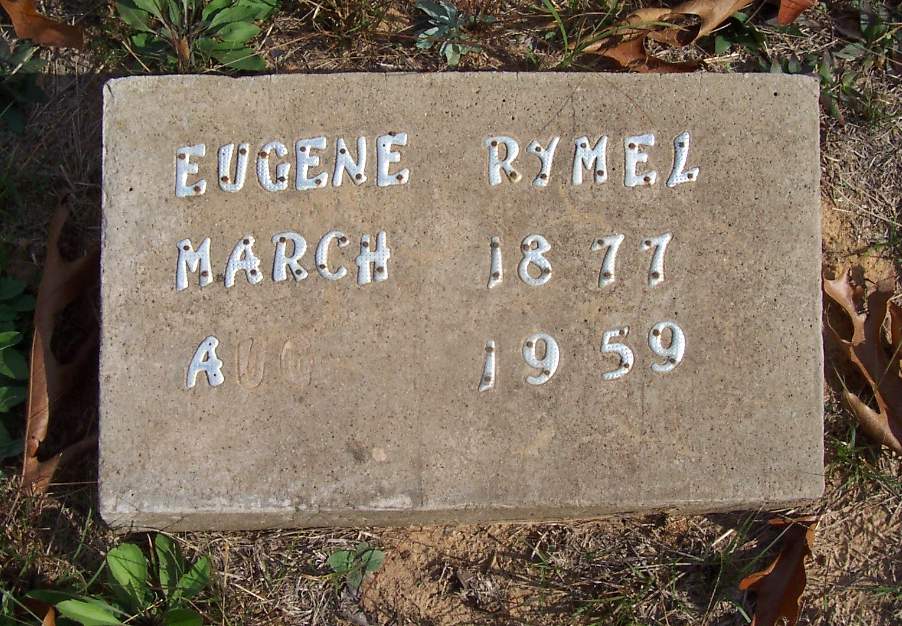 EUGENE RYMEL
MARCH 1877
AUG 1959